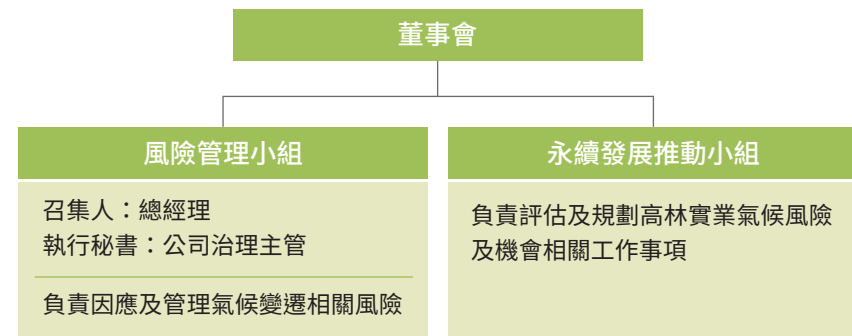 董事會
風險管理小組
召集人：總經理
執行秘書：公司治理主管
負責因應及管理氣候變遷相關風險
永續發展推動小組
負責評估及規劃高林實業氣候風險
及機會相關工作事項